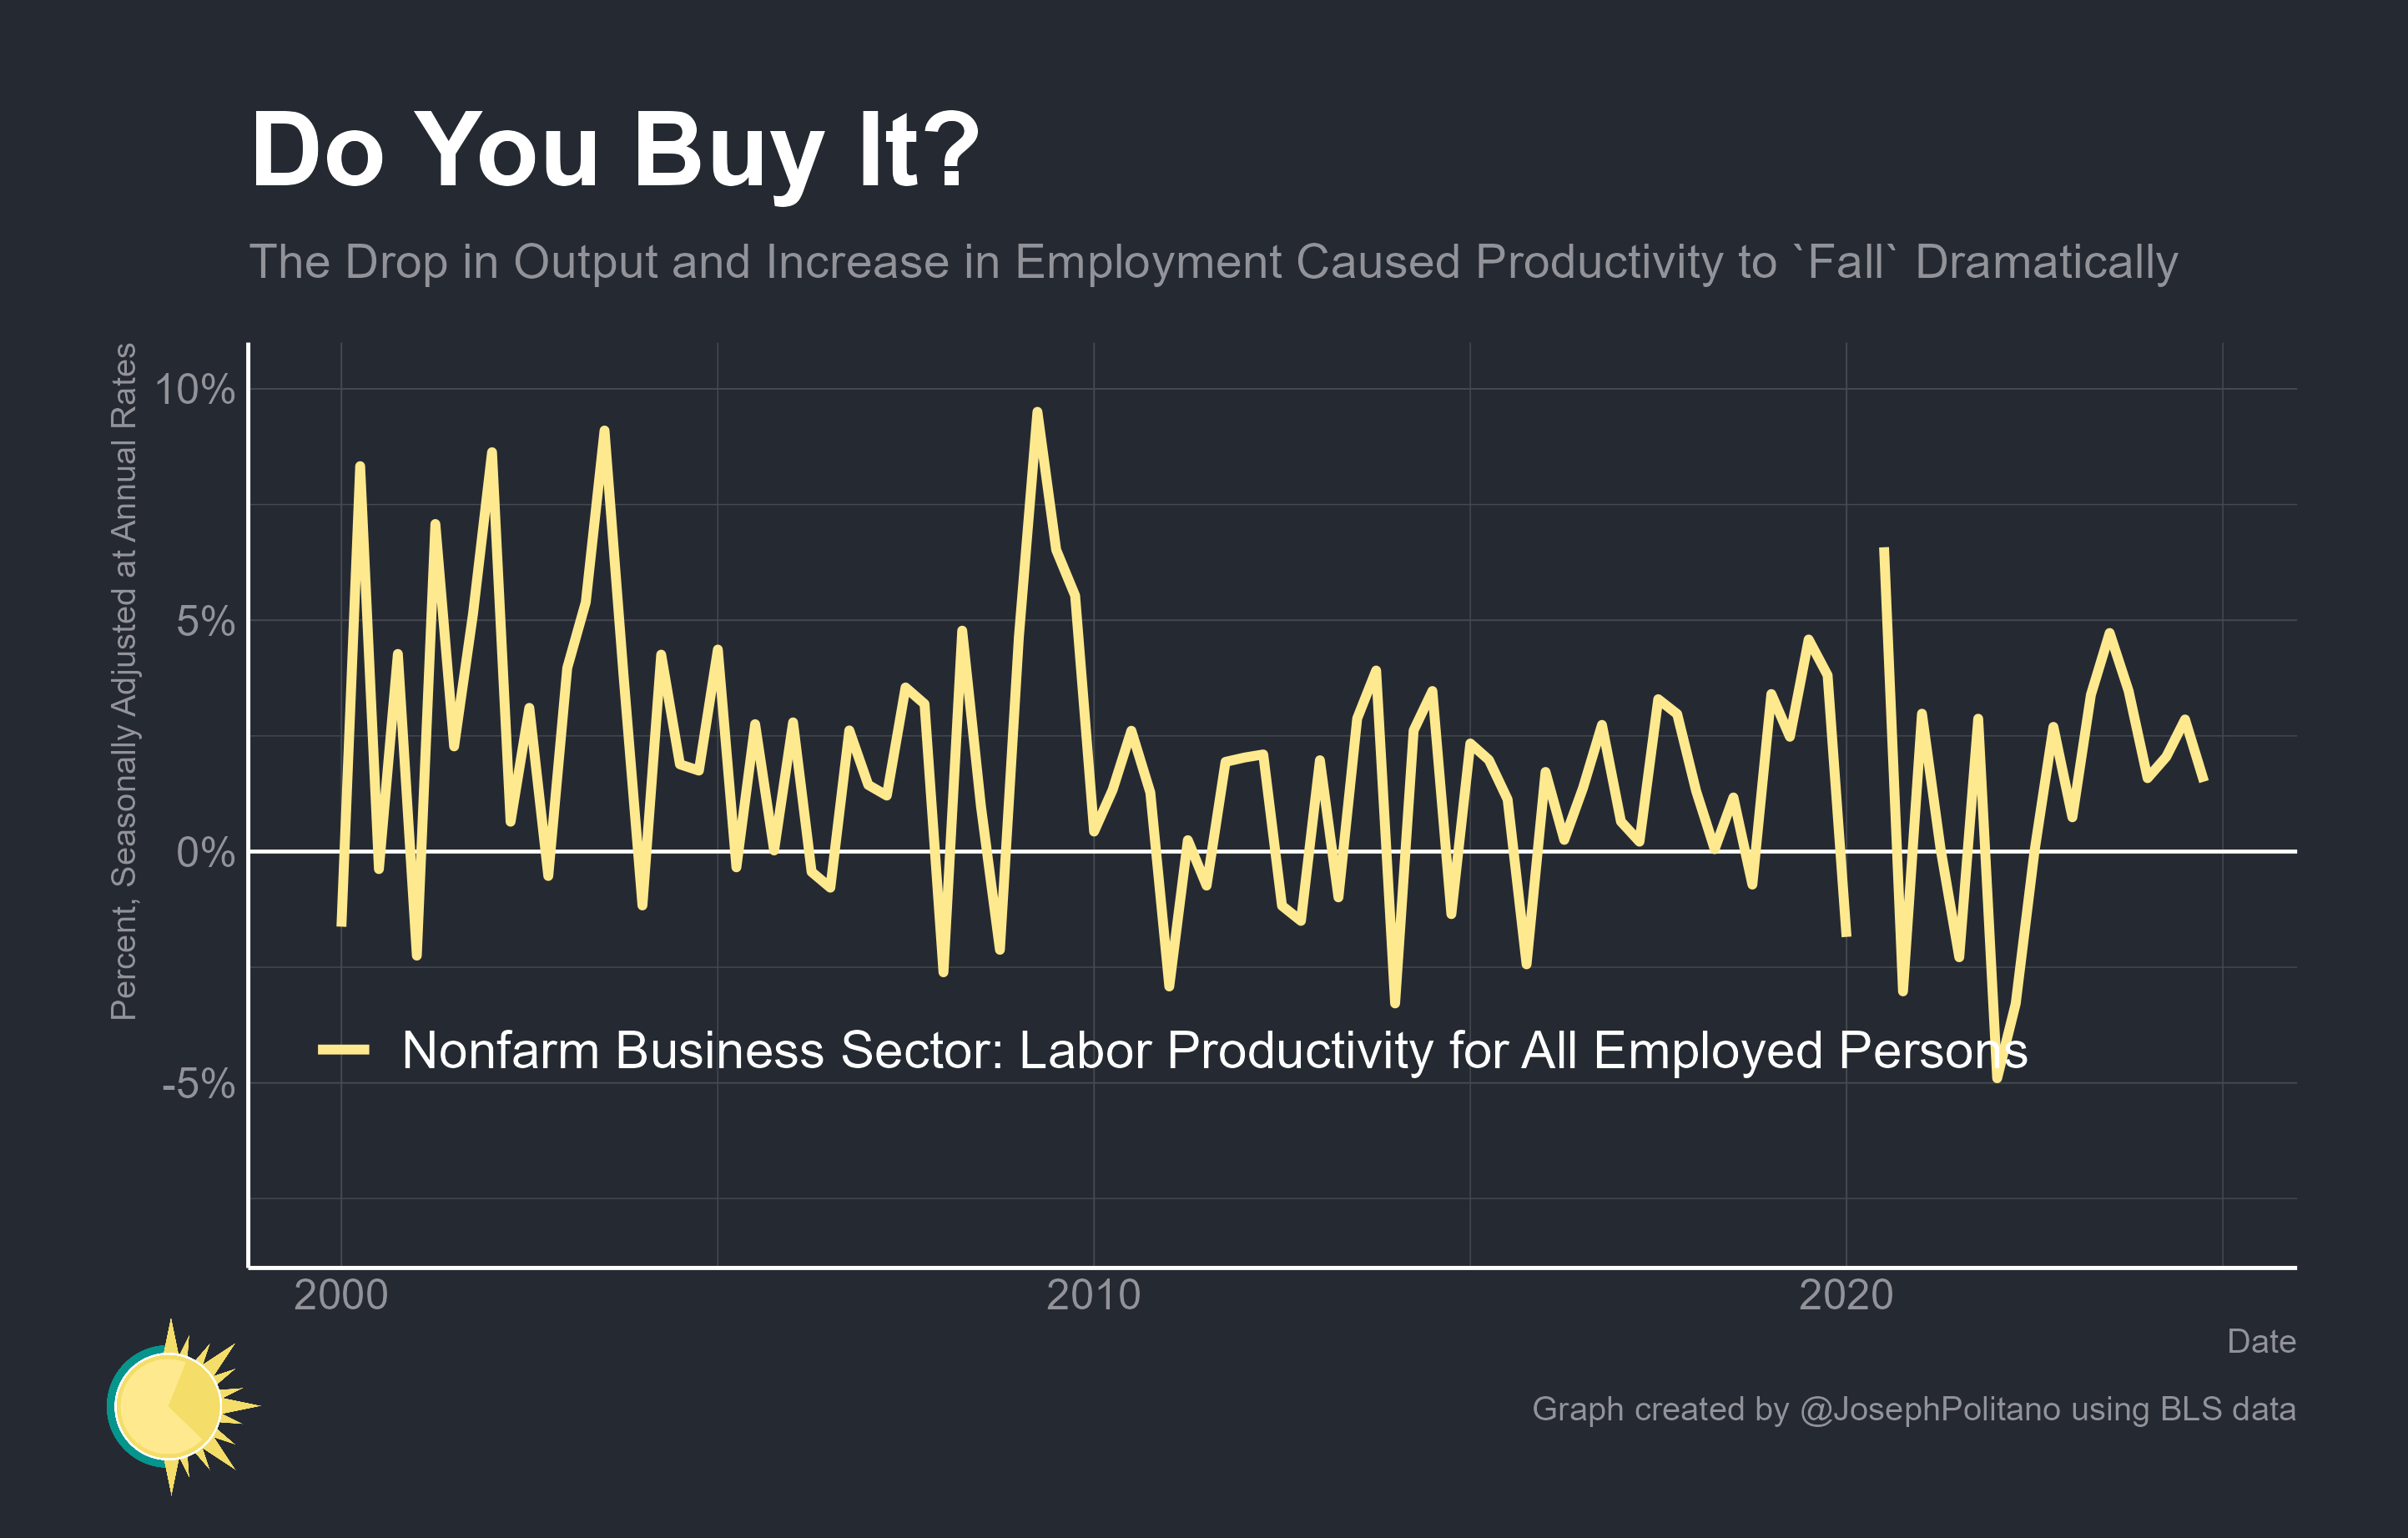 Do You Buy It?
The Drop in Output and Increase in Employment Caused Productivity to `Fall` Dramatically
Percent, Seasonally Adjusted at Annual Rates
10%
5%
0%
-5%
Nonfarm Business Sector: Labor Productivity for All Employed Persons
2000
2010
2020
Date
Graph created by @JosephPolitano using BLS data